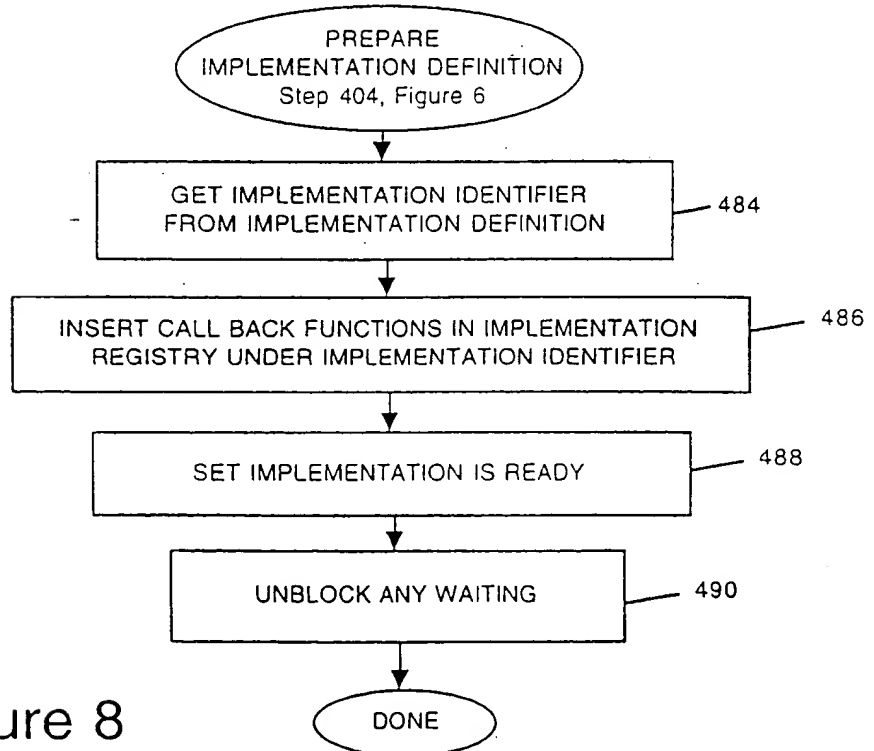 PREPARE
IMPLEMENTATION DEFINITION
Step 404, Figure 6
GET IMPLEMENTATION IDENTIFIER
FROM IMPLEMENTATION DEFINITION
484
INSERT CALL BACK FUNCTIONS IN IMPLEMENTATION
REGISTRY UNDER IMPLEMENTATION IDENTIFIER
486
SET IMPLEMENTATION IS READY
488
UNBLOCK ANY WAITING
490
ure 8
DONE